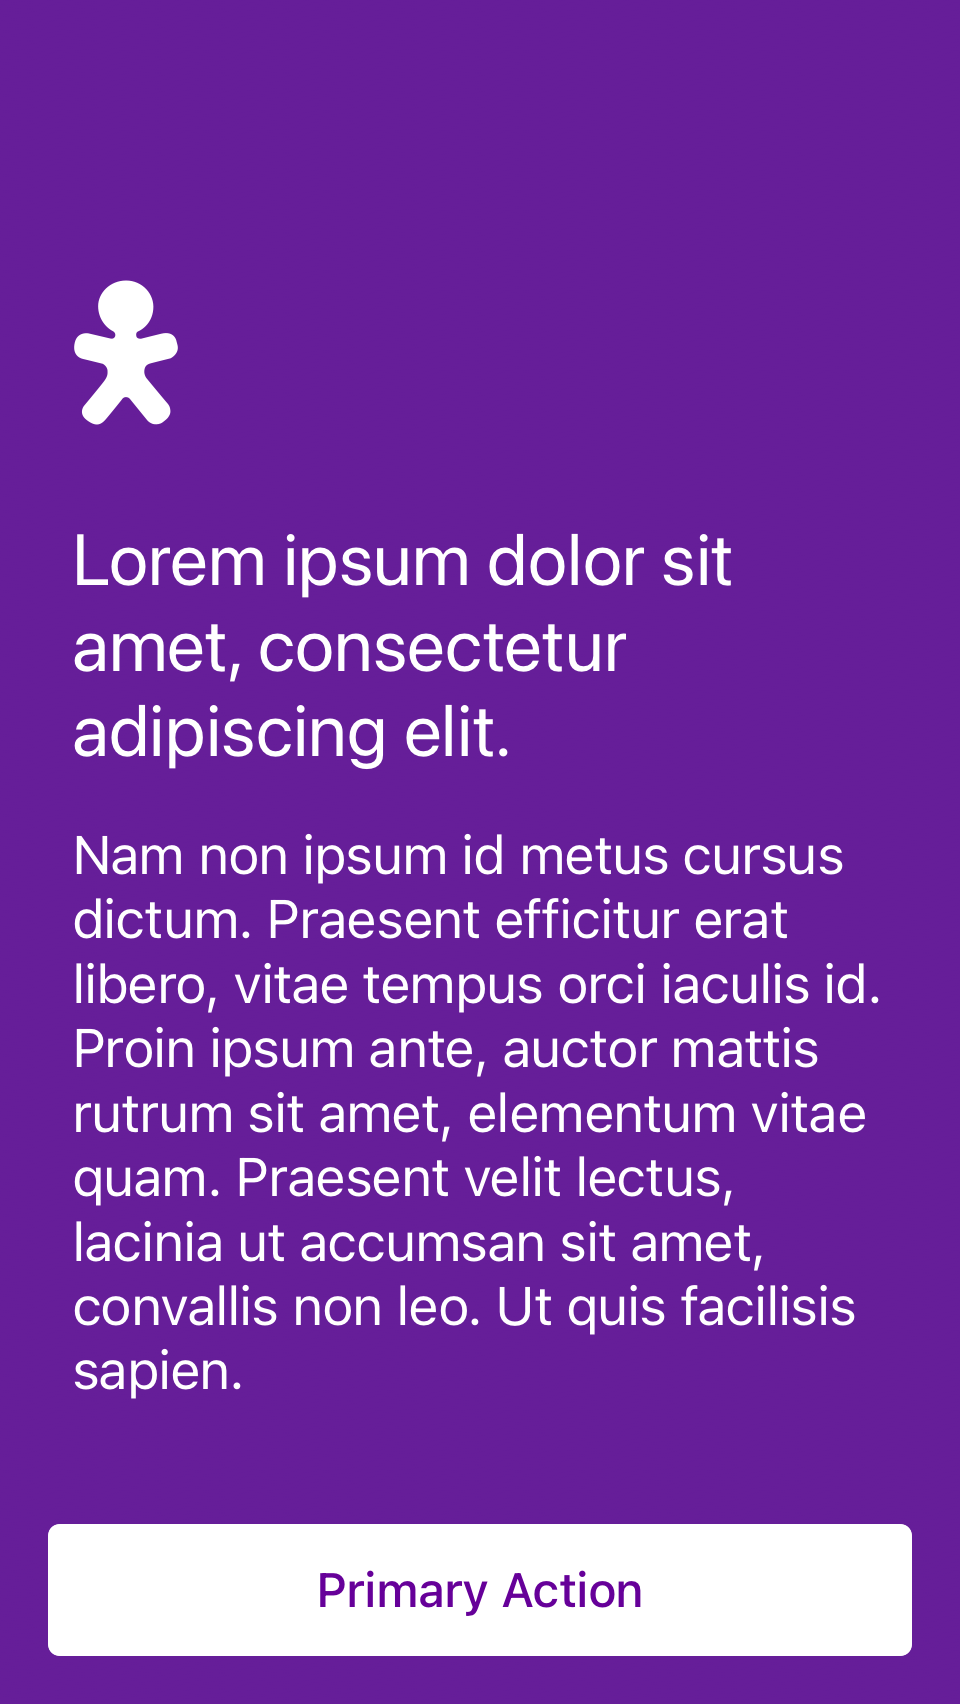 Lorem ipsum dolor sit
amet, consectetur
adipiscing elit.
Nam non ipsum id metus cursus
dictum. Praesent efficitur erat
libero, vitae tempus orci iaculis id.
Proin ipsum ante, auctor mattis
rutrum sit amet, elementum vitae
quam. Praesent velit lectus,
lacinia ut accumsan sit amet,
convallis non leo. Ut quis facilisis
sapien.
Primary Action